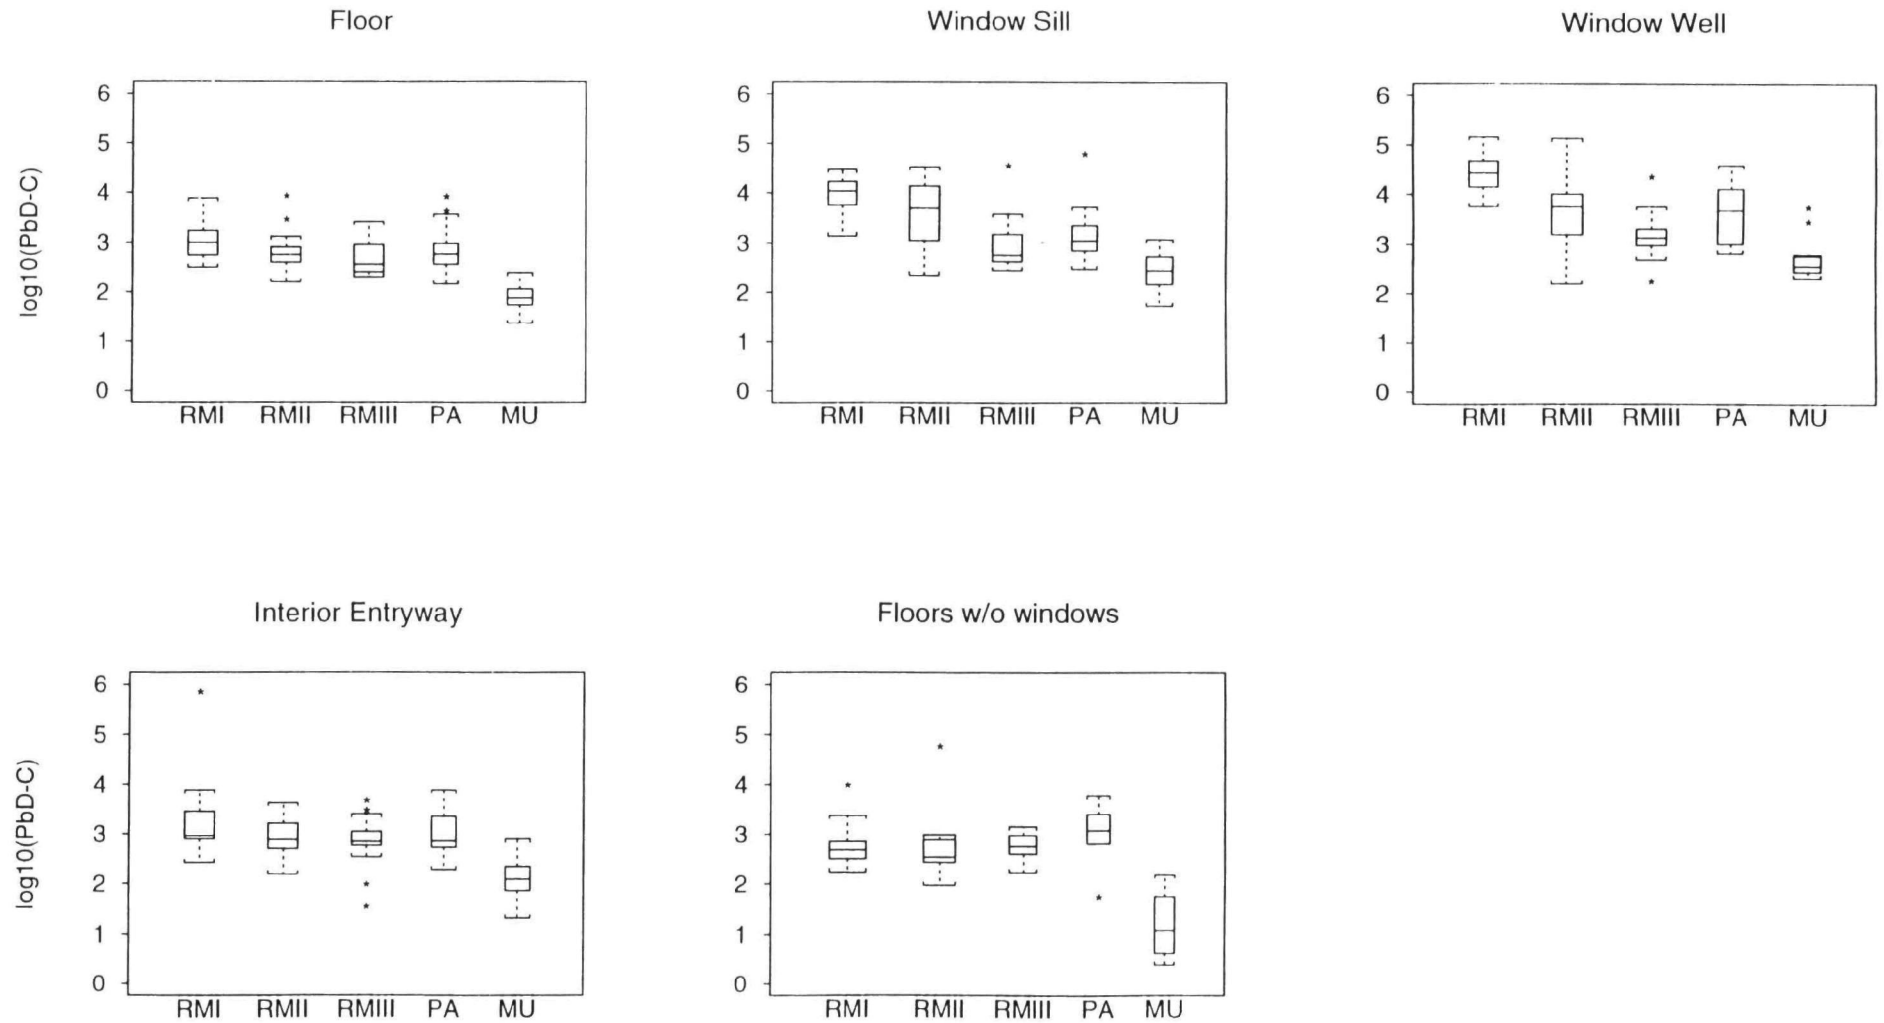 Floor
Window Sill
Window Well
log10(PbD-C)
6
5
4
3
2
1
0
RMI RMII RMIII PA MU
6
5
4
3
2
1
0
RMI RMII RMIII PA MU
6
5
4
3
2
1
0
RMI RMII RMIII PA MU
Interior Entryway
Floors w/o windows
log10(PbD-C)
6
5
4
3
2
1
0
RMI RMII RMIII PA MU
6
5
4
3
2
1
0
RMI RMII RMIII PA MU